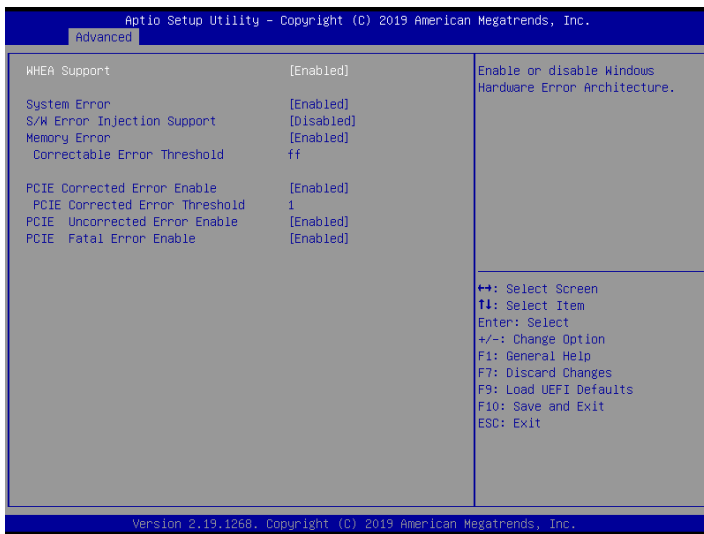 Aptio Setup Utility – Copyright (C) 2019 American Megatrends, Inc.
Advanced
WHEA Support [Enabled]
System Error [Enabled]
S/W Error Injection Support [Disabled]
Memory Error [Enabled]
Correctable Error Threshold ff
PCIE Corrected Error Enable [Enabled]
PCIE Corrected Error Threshold 1
PCIE Uncorrected Error Enable [Enabled]
PCIE Fatal Error Enable [Enabled]
Enable or disable Windows
Hardware Error Architecture.
↔: Select Screen
↑↓: Select Item
Enter: Select
+/-: Change Option
F1: General Help
F7: Discard Changes
F9: Load UEFI Defaults
F10: Save and Exit
ESC: Exit
Version 2.19.1268. Copyright (C) 2019 American Megatrends, Inc.